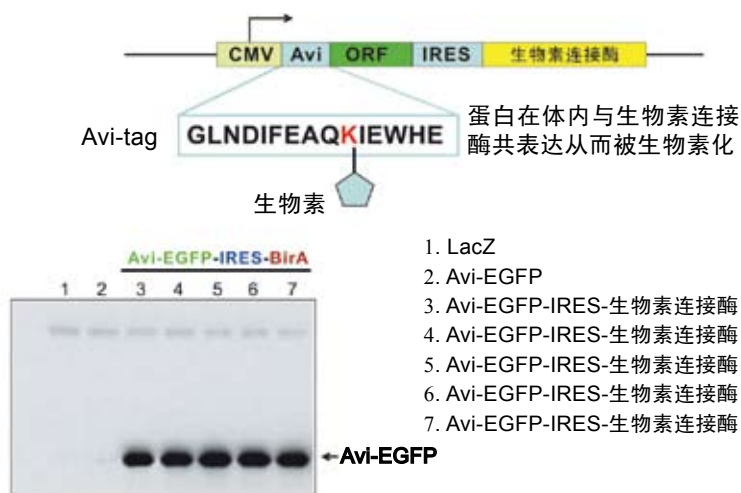 CMV Avi ORF IRES 生物素连接酶
Avi-tag GLNDIFEAQKIEWHE
蛋白在体内与生物素连接
酶共表达从而被生物素化
生物素
Avi-EGFP-IRES-BirA
1 2 3 4 5 6 7
Avi-EGFP
1. LacZ
2. Avi-EGFP
3. Avi-EGFP-IRES-生物素连接酶
4. Avi-EGFP-IRES-生物素连接酶
5. Avi-EGFP-IRES-生物素连接酶
6. Avi-EGFP-IRES-生物素连接酶
7. Avi-EGFP-IRES-生物素连接酶